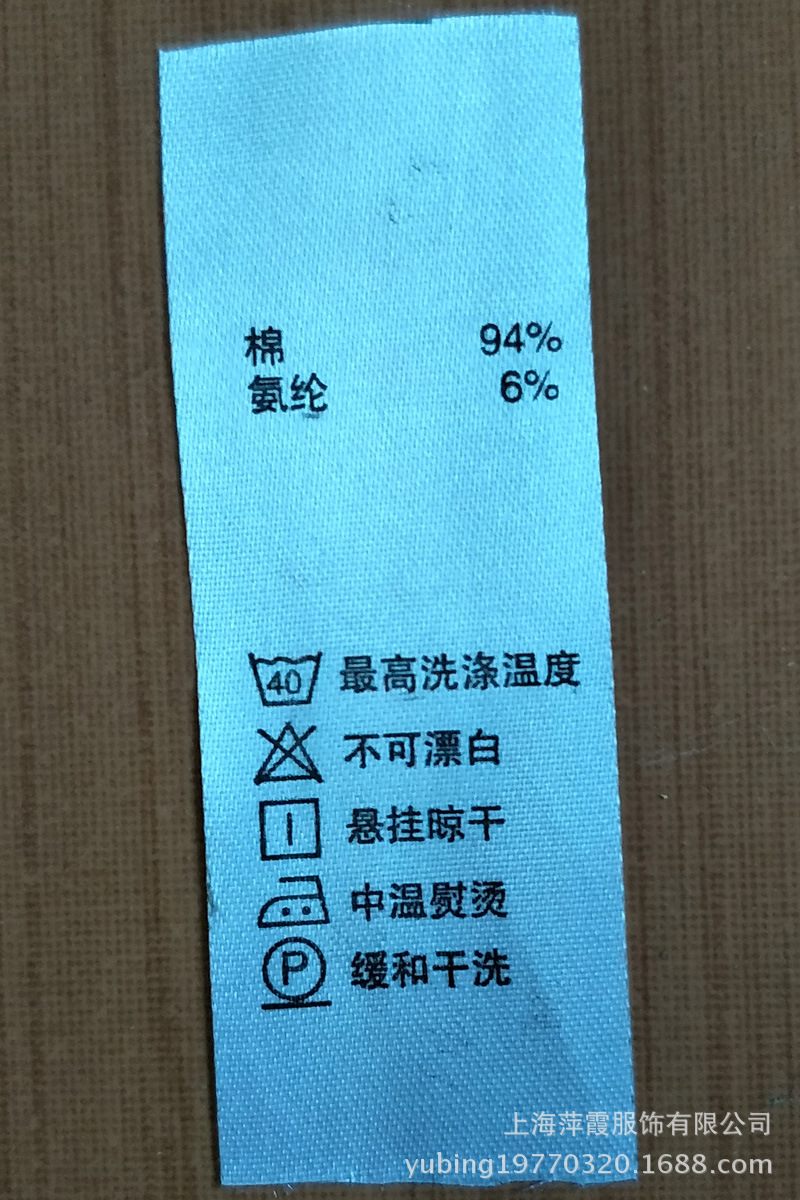 棉 94%
氨纶 6%
40 最高洗涤温度
不可漂白
悬挂晾干
中温熨烫
P 缓和干洗
上海萍霞服饰有限公司
yubing19770320.1688.com